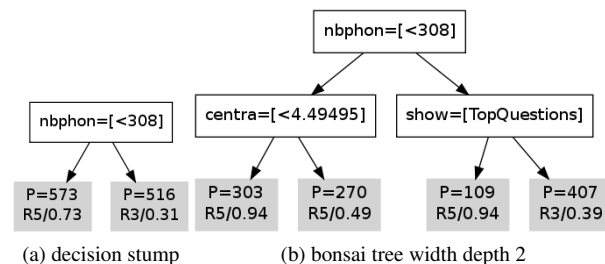 nbphon=[<308]
P=573
R5/0.73
P=516
R3/0.31
(a) decision stump
nbphon=[<308]
centra=[<4.49495]
show=[TopQuestions]
P=303
R5/0.94
P=270
R5/0.49
P=109
R5/0.94
P=407
R3/0.39
(b) bonsai tree width depth 2